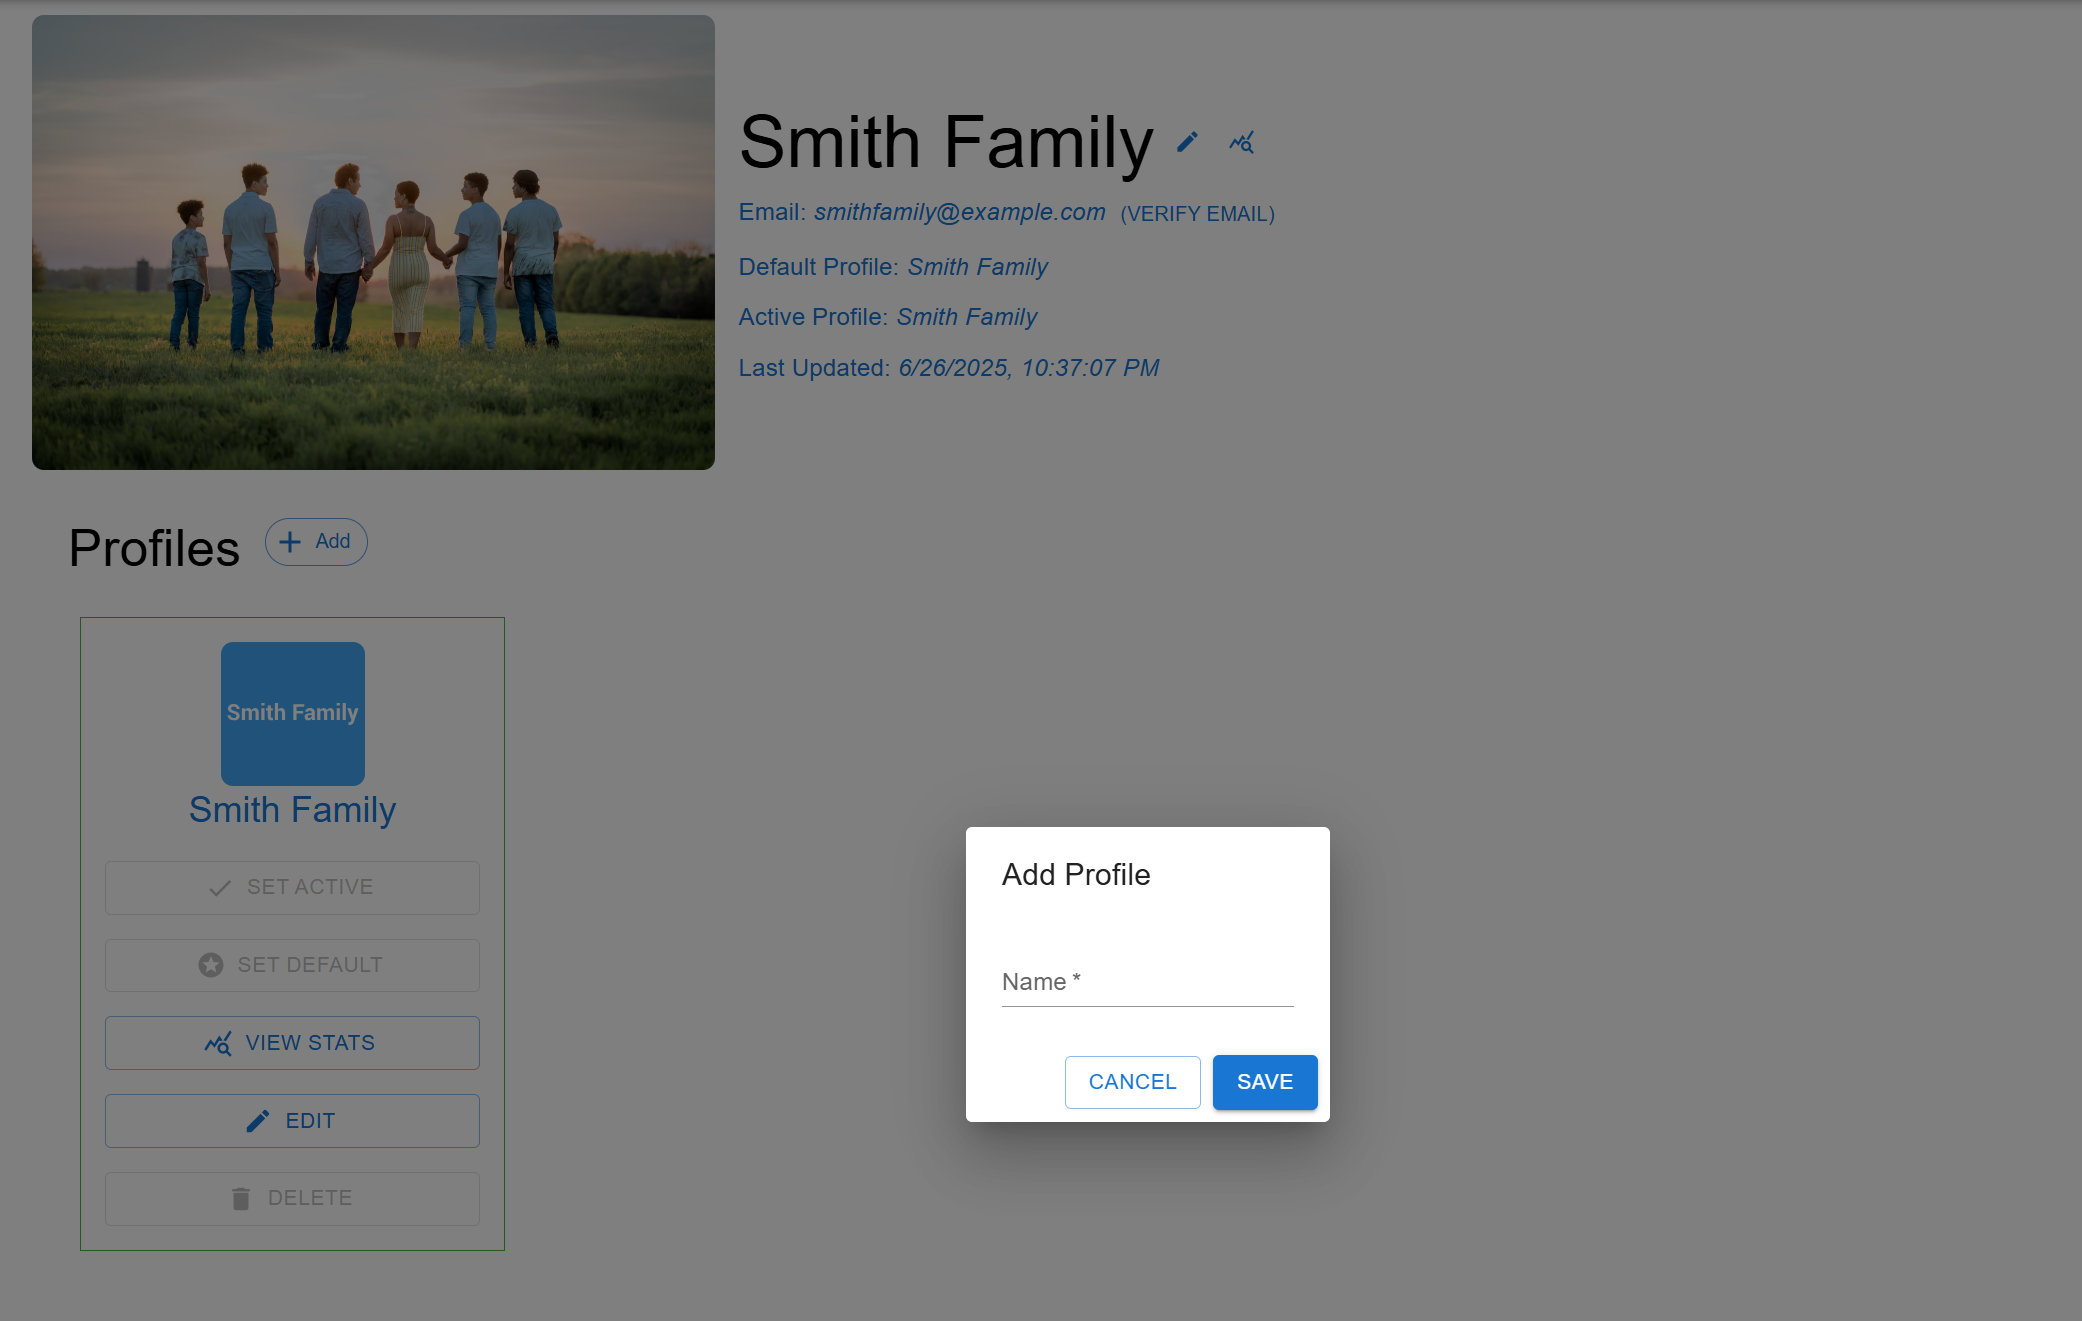 Smith Family
Email: smithfamily@example.com (VERIFY EMAIL)
Default Profile: Smith Family
Active Profile: Smith Family
Last Updated: 6/26/2025, 10:37:07 PM
Profiles
Add
Smith Family
Smith Family
SET ACTIVE
SET DEFAULT
VIEW STATS
EDIT
DELETE
Add Profile
Name *
CANCEL
SAVE